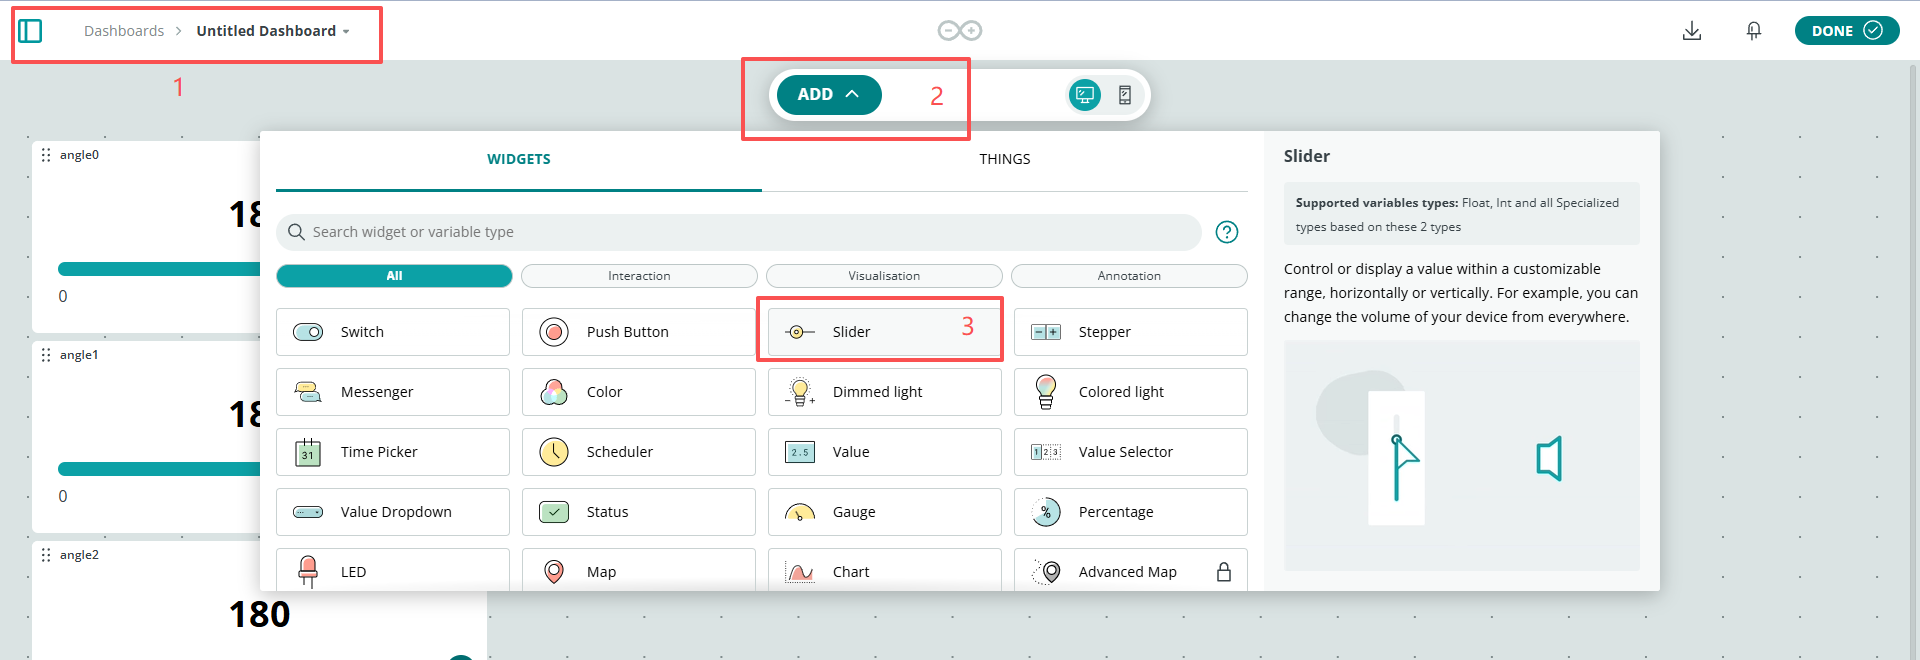 Dashboards > Untitled Dashboard
DONE
1
ADD
2
WIDGETS
THINGS
Search widget or variable type
?
All
Interaction
Visualisation
Annotation
Switch
Push Button
Slider
3
Stepper
Messenger
Color
Dimmed light
Colored light
31
Time Picker
Scheduler
2.5
Value
1 2 3
Value Selector
Value Dropdown
Status
Gauge
%
Percentage
LED
Map
Chart
Advanced Map
Slider
Supported variables types: Float, Int and all Specialized
types based on these 2 types
Control or display a value within a customizable
range, horizontally or vertically. For example, you can
change the volume of your device from everywhere.
angle0
18
0
angle1
18
0
angle2
180